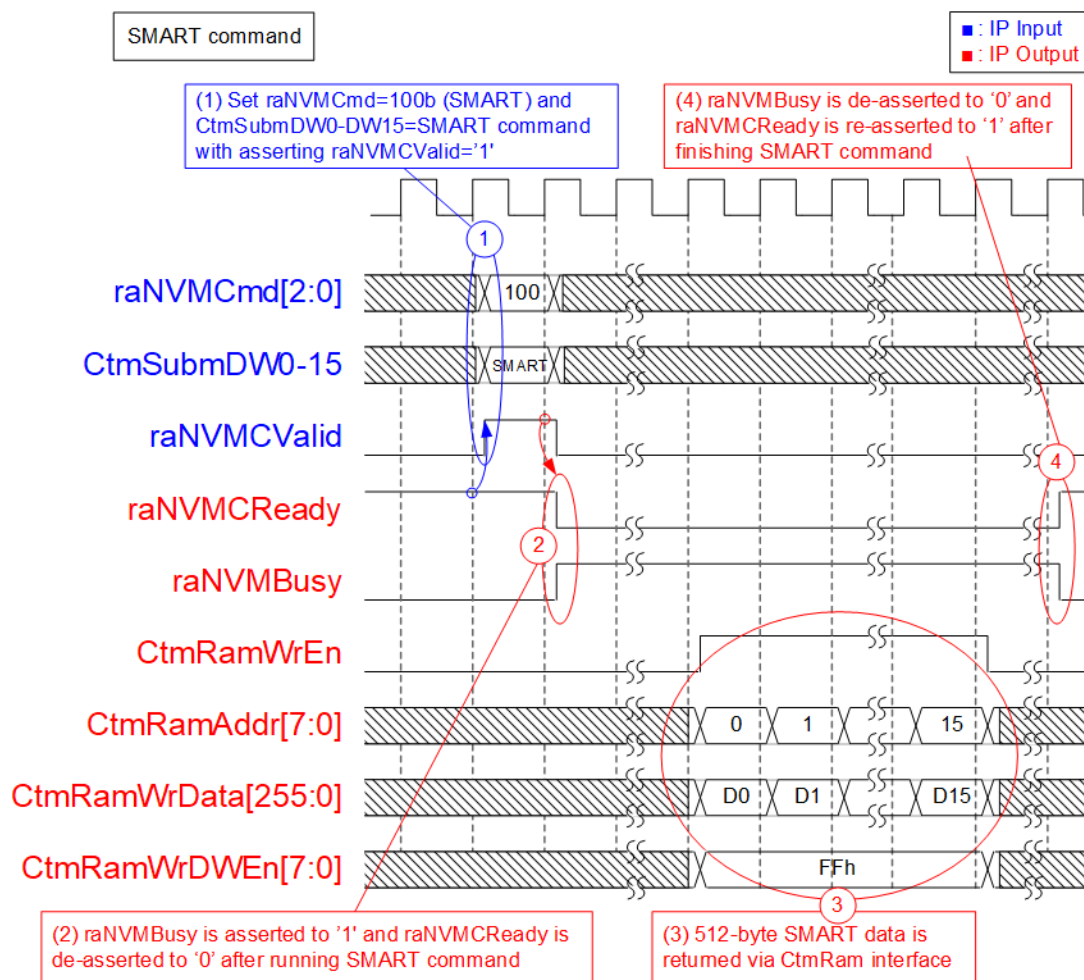 SMART command
■ : IP Input
■ : IP Output
(1) Set raNVMCmd=100b (SMART) and
CtmSubmDW0-DW15=SMART command
with asserting raNVMCValid='1'
(4) raNVMBusy is de-asserted to ‘0’ and
raNVMCReady is re-asserted to ‘1’ after
finishing SMART command
1
raNVMCmd[2:0]
100
CtmSubmDW0-15
SMART
raNVMCValid
4
raNVMCReady
2
raNVMBusy
CtmRamWrEn
CtmRamAddr[7:0]
0 1 15
CtmRamWrData[255:0]
D0 D1 D15
CtmRamWrDWEn[7:0]
FFh
3
(2) raNVMBusy is asserted to '1' and raNVMCReady is
de-asserted to ‘0’ after running SMART command
(3) 512-byte SMART data is
returned via CtmRam interface